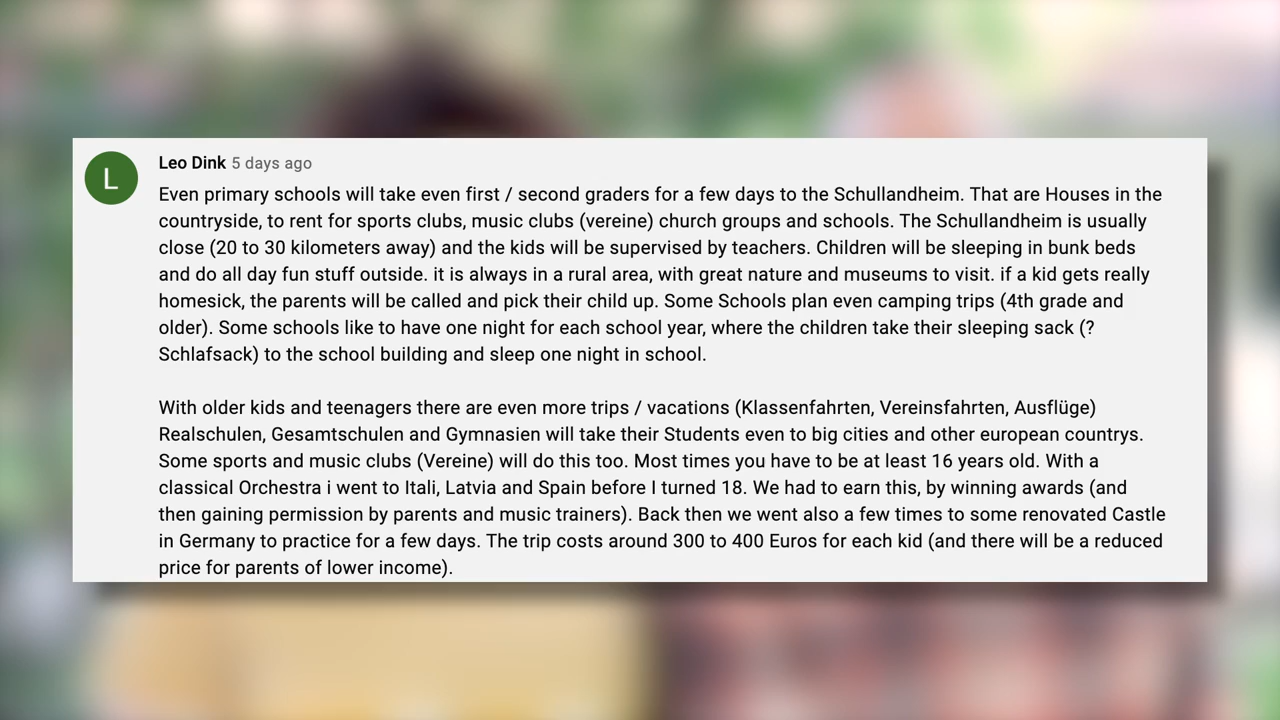 L
Leo Dink 5 days ago
Even primary schools will take even first / second graders for a few days to the Schullandheim. That are Houses in the
countryside, to rent for sports clubs, music clubs (vereine) church groups and schools. The Schullandheim is usually
close (20 to 30 kilometers away) and the kids will be supervised by teachers. Children will be sleeping in bunk beds
and do all day fun stuff outside. it is always in a rural area, with great nature and museums to visit. if a kid gets really
homesick, the parents will be called and pick their child up. Some Schools plan even camping trips (4th grade and
older). Some schools like to have one night for each school year, where the children take their sleeping sack (?
Schlafsack) to the school building and sleep one night in school.
With older kids and teenagers there are even more trips / vacations (Klassenfahrten, Vereinsfahrten, Ausflüge)
Realschulen, Gesamtschulen and Gymnasien will take their Students even to big cities and other european countrys.
Some sports and music clubs (Vereine) will do this too. Most times you have to be at least 16 years old. With a
classical Orchestra i went to Itali, Latvia and Spain before I turned 18. We had to earn this, by winning awards (and
then gaining permission by parents and music trainers). Back then we went also a few times to some renovated Castle
in Germany to practice for a few days. The trip costs around 300 to 400 Euros for each kid (and there will be a reduced
price for parents of lower income).